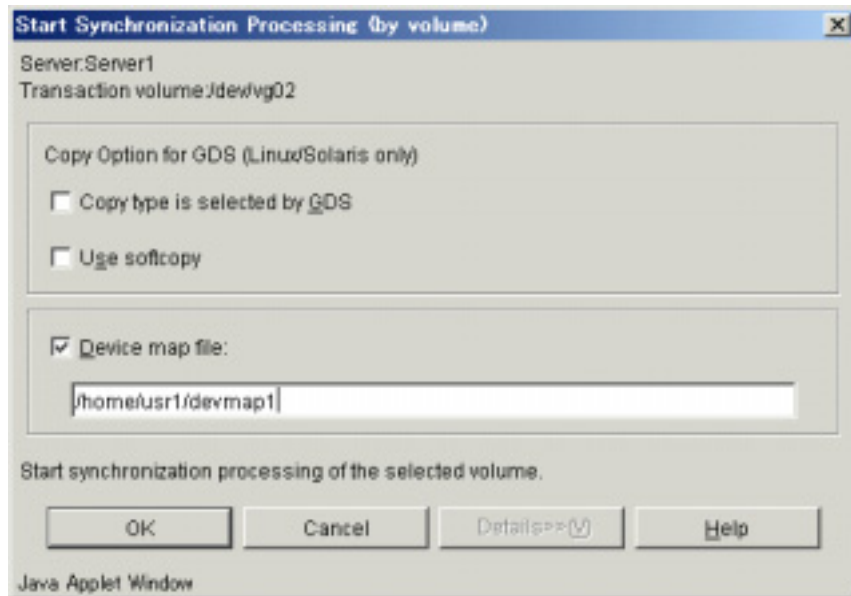 Start Synchronization Processing (by volume)
Server:Server1
Transaction volume:/dev/vg02
Copy Option for GDS (Linux/Solaris only)
Copy type is selected by GDS
Use softcopy
Device map file:
/home/usr1/devmap1
Start synchronization processing of the selected volume.
OK Cancel Details>>(V) Help
Java Applet Window